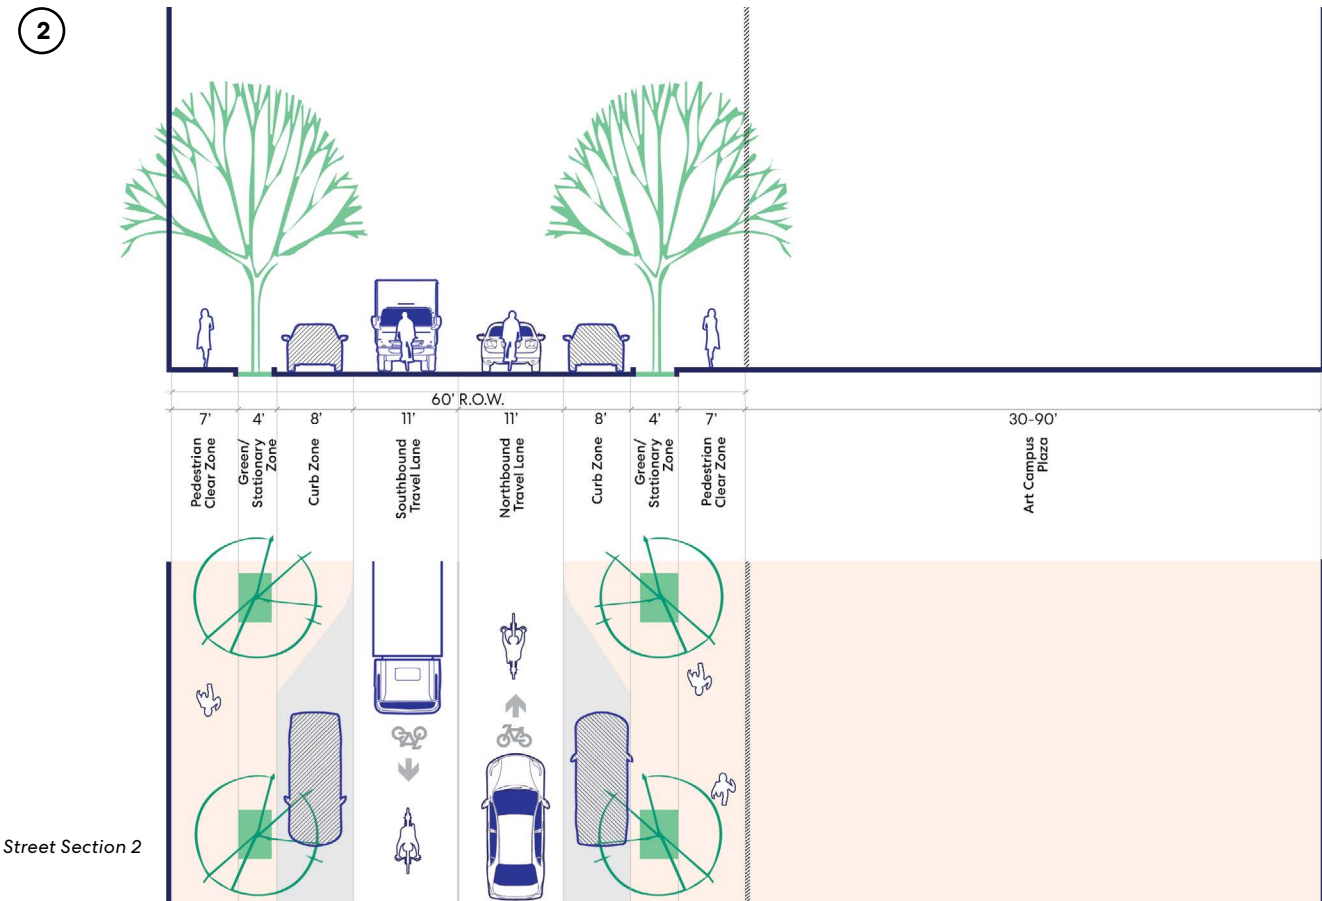 2
60' R.O.W.
7'
4'
8'
11'
11'
8'
4'
7'
30-90'
Pedestrian
Clear Zone
Green/
Stationary
Zone
Curb Zone
Southbound
Travel Lane
Northbound
Travel Lane
Curb Zone
Green/
Stationary
Zone
Pedestrian
Clear Zone
Art Campus
Plaza
Street Section 2